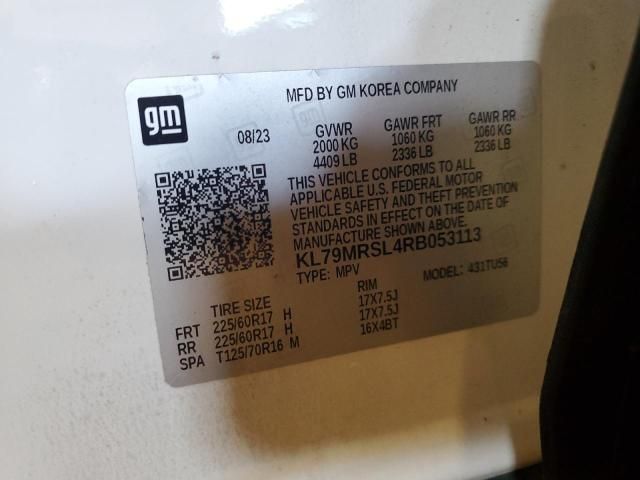 MFD BY GM KOREA COMPANY
gm
08/23 GVWR GAWR FRT GAWR RR
2000 KG 1060 KG 1060 KG
4409 LB 2336 LB 2336 LB
THIS VEHICLE CONFORMS TO ALL
APPLICABLE U.S. FEDERAL MOTOR
VEHICLE SAFETY AND THEFT PREVENTION
STANDARDS IN EFFECT ON THE DATE OF
MANUFACTURE SHOWN ABOVE.
KL79MRSL4RB053113
TYPE: MPV MODEL: 431TU56
TIRE SIZE RIM
FRT 225/60R17 H 17X7.5J
RR 225/60R17 H 17X7.5J
SPA T125/70R16 M 16X4BT